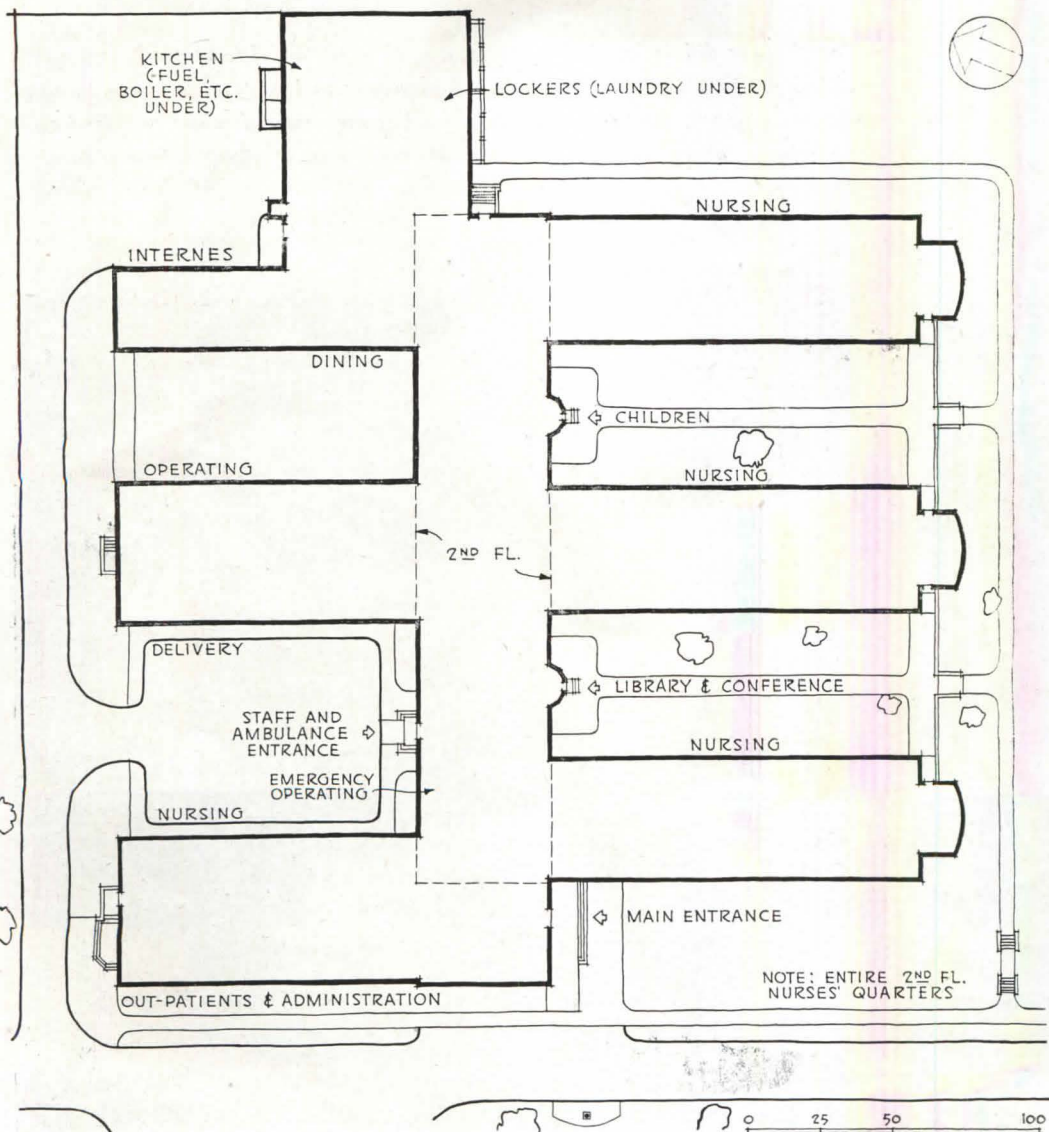 KITCHEN
(FUEL,
BOILER, ETC.
UNDER)
LOCKERS (LAUNDRY UNDER)
NURSING
INTERNES
DINING
CHILDREN
OPERATING
NURSING
2ND FL.
DELIVERY
LIBRARY & CONFERENCE
STAFF AND
AMBULANCE
ENTRANCE
NURSING
EMERGENCY
OPERATING
NURSING
MAIN ENTRANCE
NOTE: ENTIRE 2ND FL.
NURSES' QUARTERS
OUT-PATIENTS & ADMINISTRATION
0 25 50 100